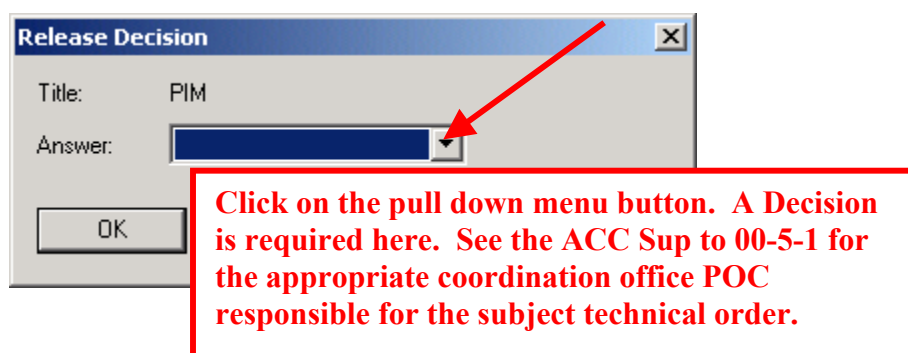 Release Decision
Title: PIM
Answer:
OK
Click on the pull down menu button. A Decision
is required here. See the ACC Sup to 00-5-1 for
the appropriate coordination office POC
responsible for the subject technical order.